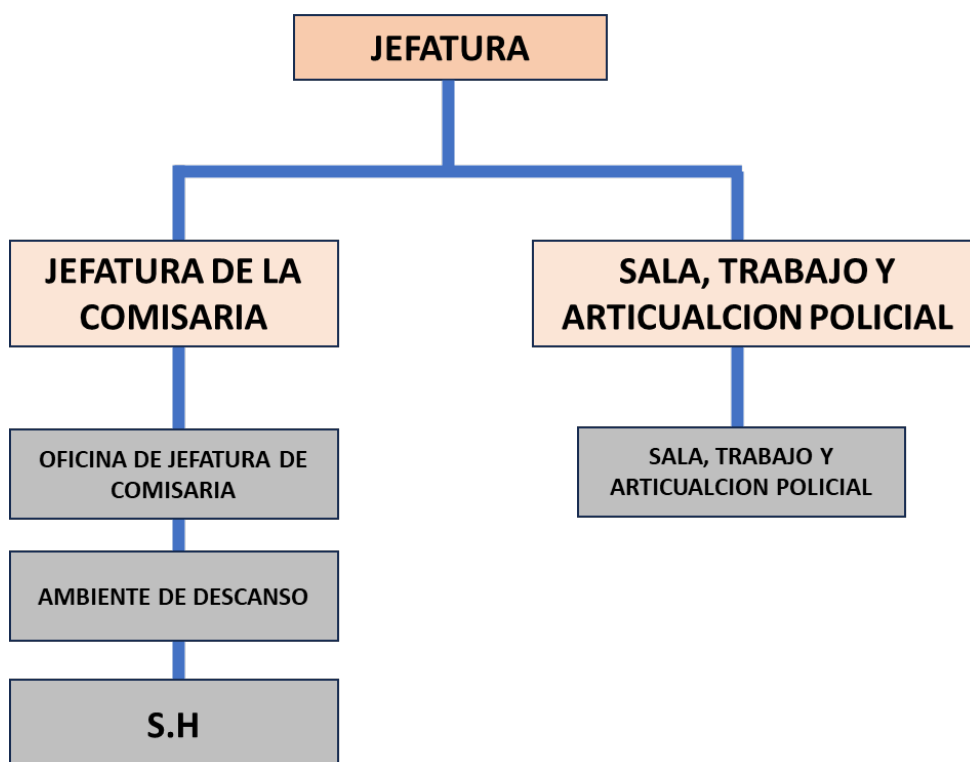 JEFATURA
JEFATURA DE LA
COMISARIA
SALA, TRABAJO Y
ARTICUALCION POLICIAL
OFICINA DE JEFATURA DE
COMISARIA
SALA, TRABAJO Y
ARTICUALCION POLICIAL
AMBIENTE DE DESCANSO
S.H